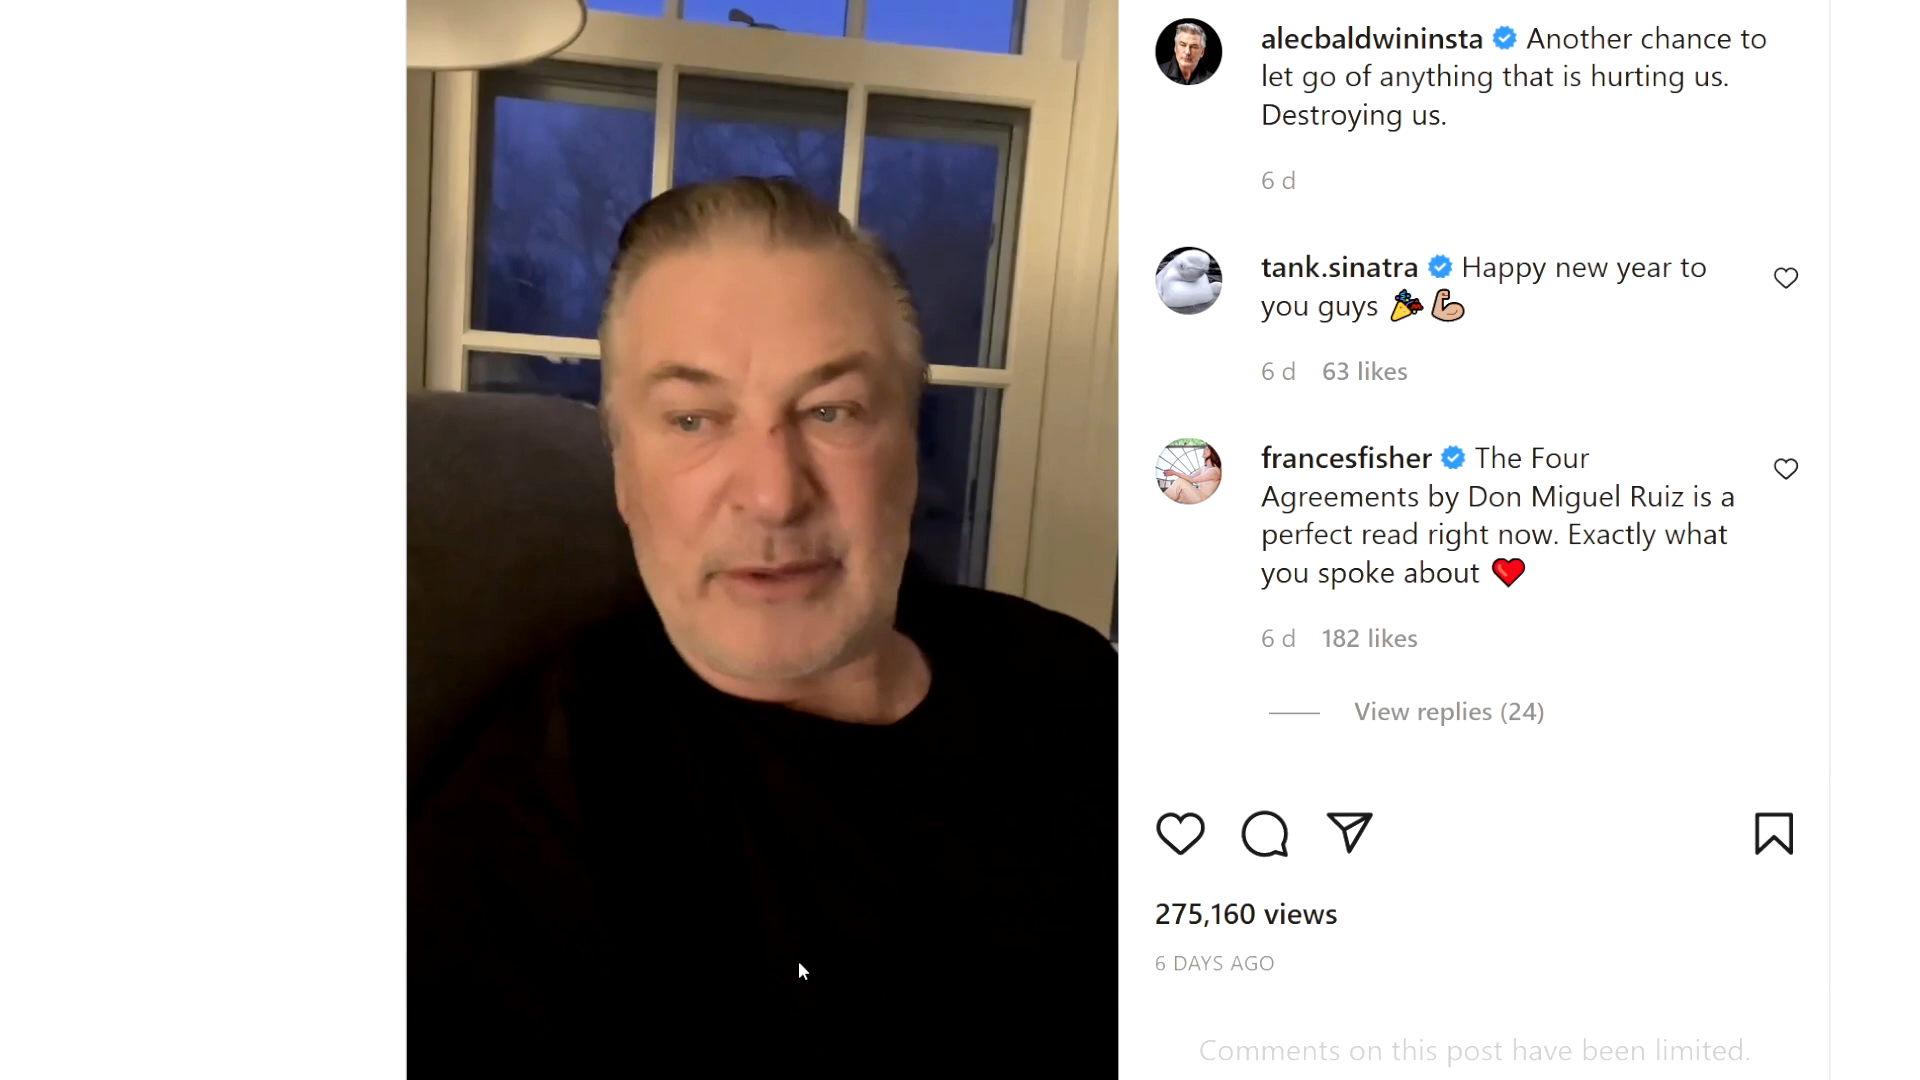 alecbaldwininsta Another chance to
let go of anything that is hurting us.
Destroying us.
6 d
tank.sinatra Happy new year to
you guys 🎉💪🏼
6 d 63 likes
francesfisher The Four
Agreements by Don Miguel Ruiz is a
perfect read right now. Exactly what
you spoke about ❤️
6 d 182 likes
View replies (24)
275,160 views
6 DAYS AGO
Comments on this post have been limited.